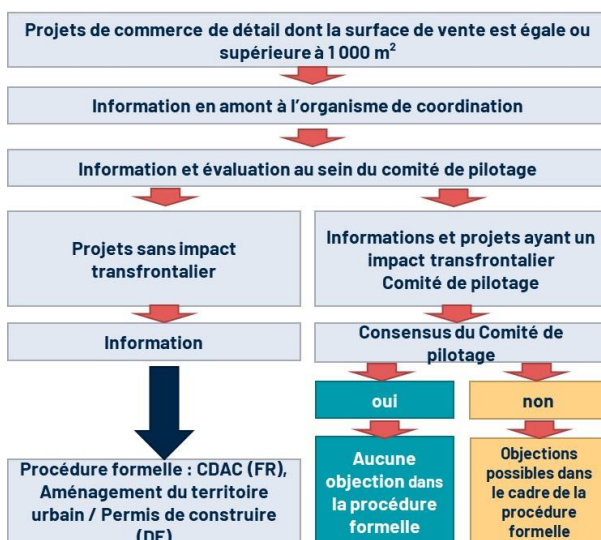 Projets de commerce de détail dont la surface de vente est égale ou
supérieure à 1 000 m²
Information en amont à l'organisme de coordination
Information et évaluation au sein du comité de pilotage
Projets sans impact
transfrontalier
Informations et projets ayant un
impact transfrontalier
Comité de pilotage
Information
Consensus du Comité de
pilotage
oui
non
Procédure formelle : CDAC (FR),
Aménagement du territoire
urbain / Permis de construire
(DE)
Aucune
objection dans
la procédure
formelle
Objections
possibles dans
le cadre de la
procédure
formelle